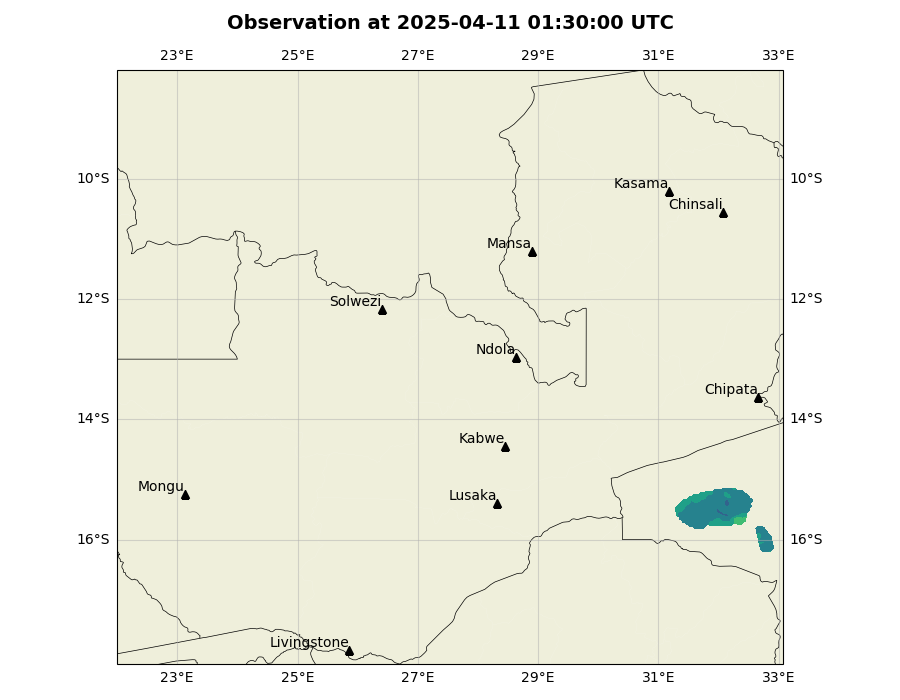 Observation at 2025-04-11 01:30:00 UTC
23°E 25°E 27°E 29°E 31°E 33°E
10°S 10°S
Kasama
Chinsali
Mansa
12°S 12°S
Solwezi
Ndola
Chipata
14°S 14°S
Kabwe
Mongu
Lusaka
16°S 16°S
Livingstone
23°E 25°E 27°E 29°E 31°E 33°E